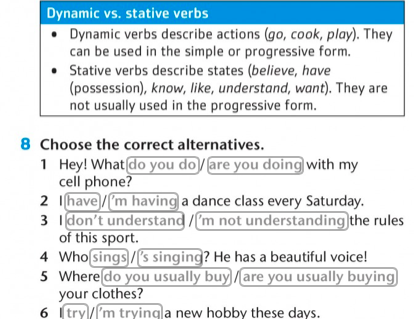 Dynamic vs. stative verbs
• Dynamic verbs describe actions (go, cook, play). They
can be used in the simple or progressive form.
• Stative verbs describe states (believe, have
(possession), know, like, understand, want). They are
not usually used in the progressive form.
8 Choose the correct alternatives.
1 Hey! What do you do / are you doing with my
cell phone?
2 I have / 'm having a dance class every Saturday.
3 I don't understand / 'm not understanding the rules
of this sport.
4 Who sings / 's singing? He has a beautiful voice!
5 Where do you usually buy / are you usually buying
your clothes?
6 I try / 'm trying a new hobby these days.